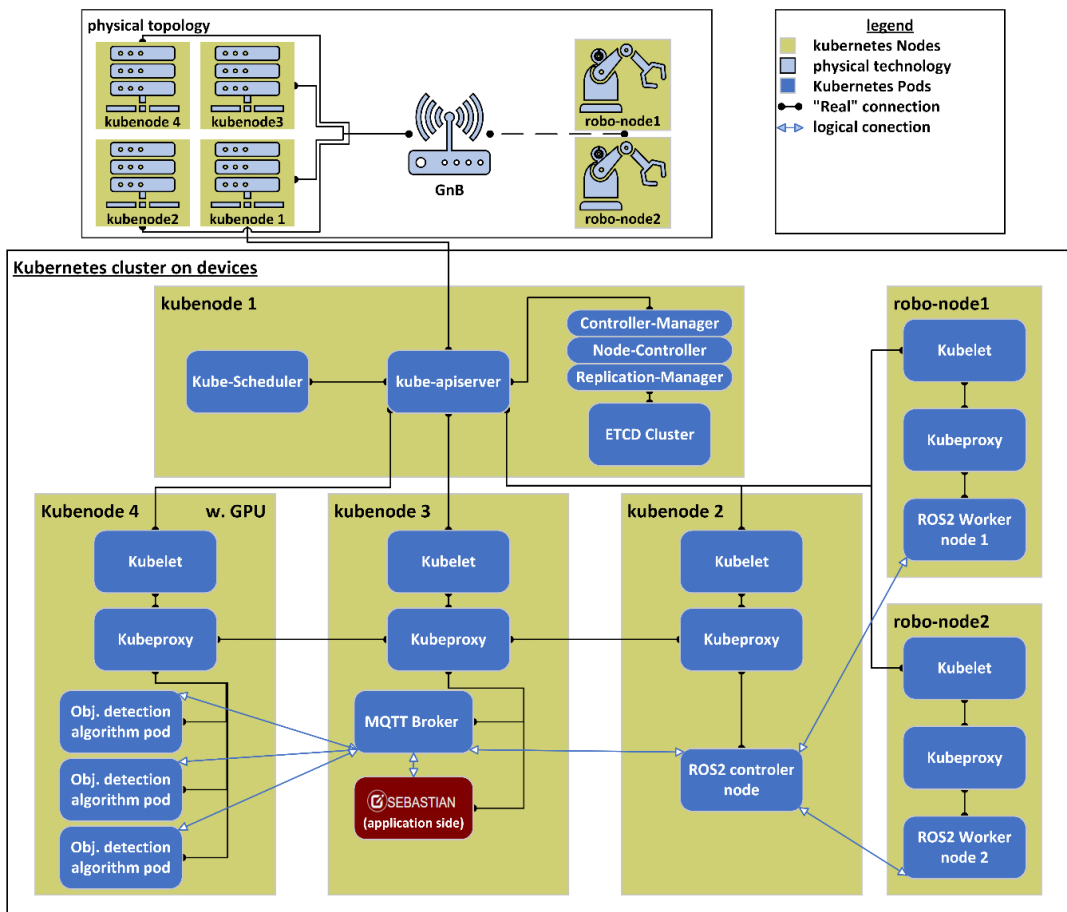 physical topology
kubenode 4
kubenode3
kubenode2
kubenode 1
GnB
robo-node1
robo-node2
legend
kubernetes Nodes
physical technology
Kubernetes Pods
"Real" connection
logical conection
Kubernetes cluster on devices
kubenode 1
Kube-Scheduler
kube-apiserver
Controller-Manager
Node-Controller
Replication-Manager
ETCD Cluster
robo-node1
Kubelet
Kubeproxy
ROS2 Worker
node 1
Kubenode 4
w. GPU
Kubelet
Kubeproxy
Obj. detection
algorithm pod
Obj. detection
algorithm pod
Obj. detection
algorithm pod
kubenode 3
Kubelet
Kubeproxy
MQTT Broker
SEBASTIAN
(application side)
kubenode 2
Kubelet
Kubeproxy
ROS2 controler
node
robo-node2
Kubelet
Kubeproxy
ROS2 Worker
node 2